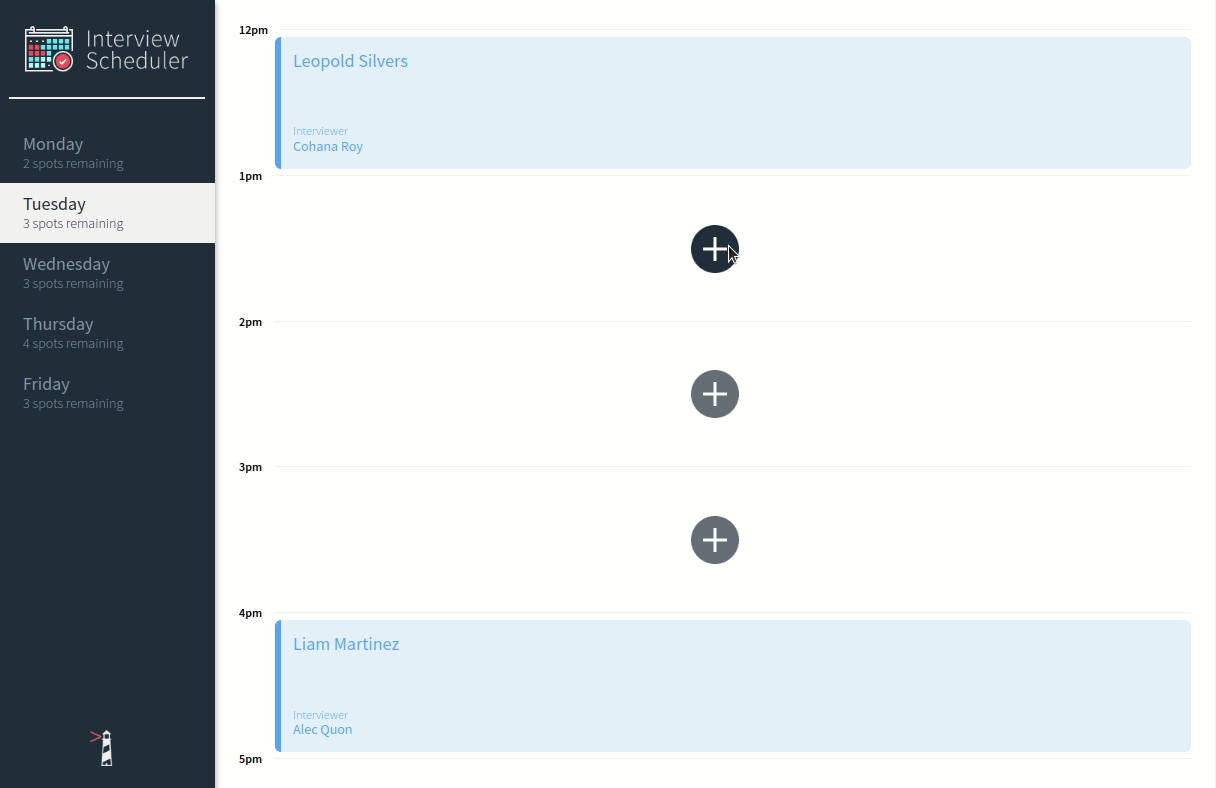 Interview
Scheduler
Monday
2 spots remaining
Tuesday
3 spots remaining
Wednesday
3 spots remaining
Thursday
4 spots remaining
Friday
3 spots remaining
12pm
Leopold Silvers
Interviewer
Cohana Roy
1pm
2pm
3pm
4pm
Liam Martinez
Interviewer
Alec Quon
5pm